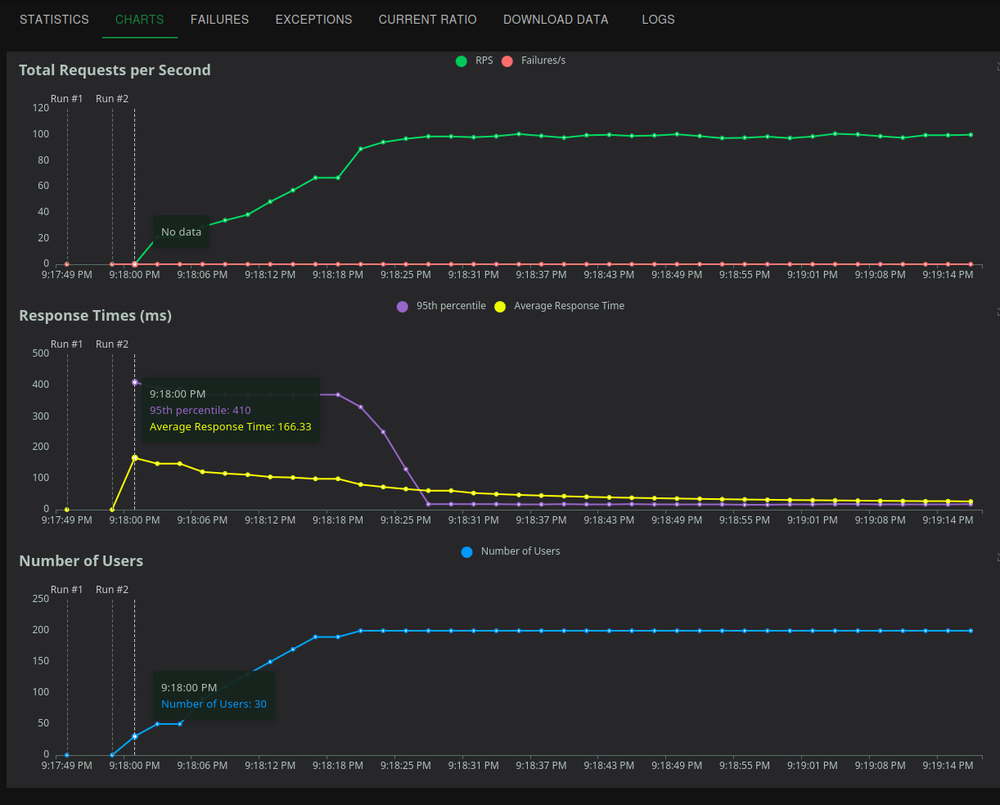 STATISTICS CHARTS FAILURES EXCEPTIONS CURRENT RATIO DOWNLOAD DATA LOGS
Total Requests per Second
RPS Failures/s
Run #1 Run #2
120
100
80
60
40
20
0
No data
9:17:49 PM 9:18:00 PM 9:18:06 PM 9:18:12 PM 9:18:18 PM 9:18:25 PM 9:18:31 PM 9:18:37 PM 9:18:43 PM 9:18:49 PM 9:18:55 PM 9:19:01 PM 9:19:08 PM 9:19:14 PM
Response Times (ms)
95th percentile Average Response Time
Run #1 Run #2
500
400
300
200
100
0
9:18:00 PM
95th percentile: 410
Average Response Time: 166.33
9:17:49 PM 9:18:00 PM 9:18:06 PM 9:18:12 PM 9:18:18 PM 9:18:25 PM 9:18:31 PM 9:18:37 PM 9:18:43 PM 9:18:49 PM 9:18:55 PM 9:19:01 PM 9:19:08 PM 9:19:14 PM
Number of Users
Number of Users
Run #1 Run #2
250
200
150
100
50
0
9:18:00 PM
Number of Users: 30
9:17:49 PM 9:18:00 PM 9:18:06 PM 9:18:12 PM 9:18:18 PM 9:18:25 PM 9:18:31 PM 9:18:37 PM 9:18:43 PM 9:18:49 PM 9:18:55 PM 9:19:01 PM 9:19:08 PM 9:19:14 PM